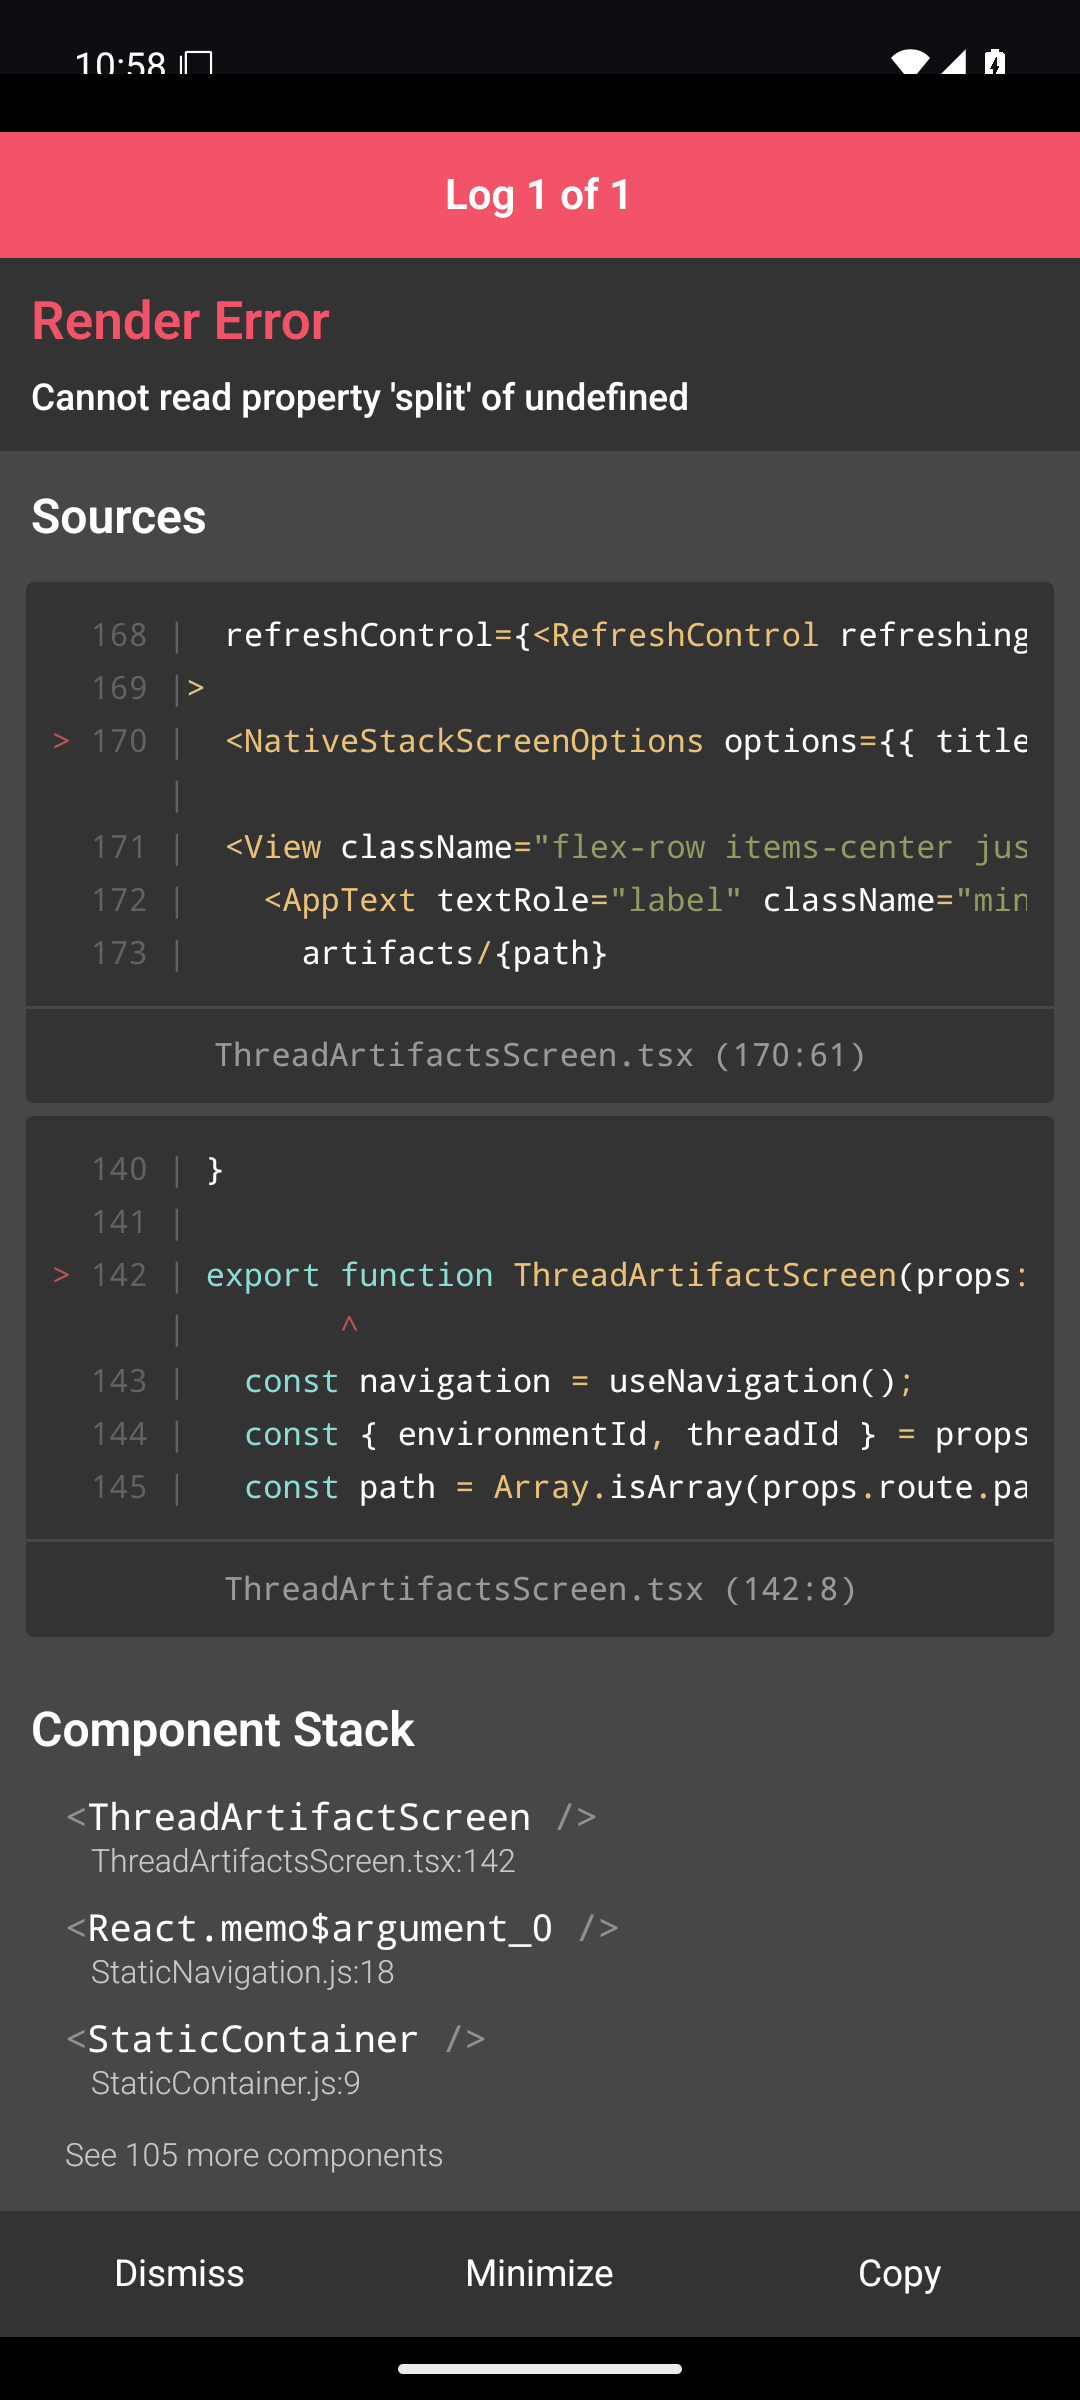 10:58
Log 1 of 1
Render Error
Cannot read property 'split' of undefined
Sources
168 |   refreshControl={<RefreshControl refreshing
169 |>
> 170 |   <NativeStackScreenOptions options={{ title
|
171 |   <View className="flex-row items-center jus
172 |     <AppText textRole="label" className="min
173 |       artifacts/{path}
ThreadArtifactsScreen.tsx (170:61)
140 | }
141 |
> 142 | export function ThreadArtifactScreen(props:
|        ^
143 |   const navigation = useNavigation();
144 |   const { environmentId, threadId } = props
145 |   const path = Array.isArray(props.route.pa
ThreadArtifactsScreen.tsx (142:8)
Component Stack
<ThreadArtifactScreen />
ThreadArtifactsScreen.tsx:142
<React.memo$argument_0 />
StaticNavigation.js:18
<StaticContainer />
StaticContainer.js:9
See 105 more components
Dismiss Minimize Copy